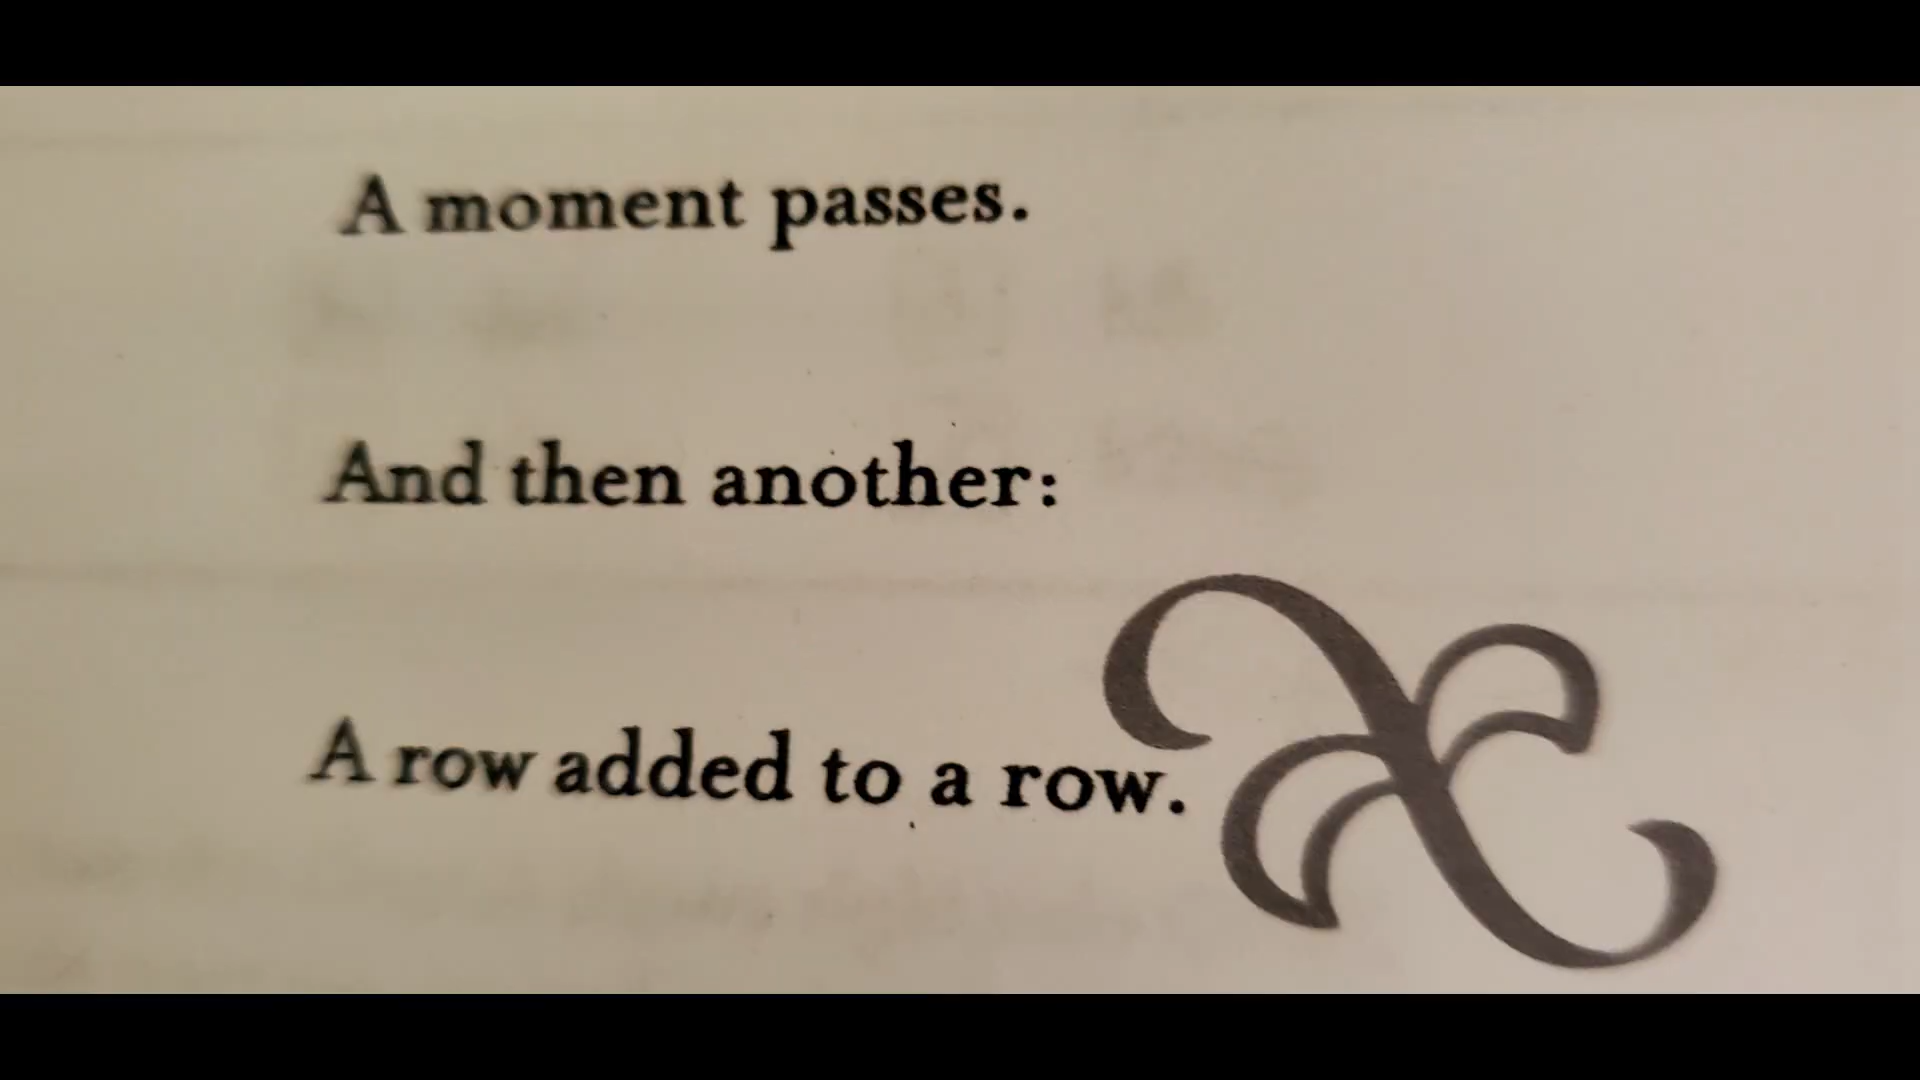 A moment passes.
And then another:
A row added to a row.